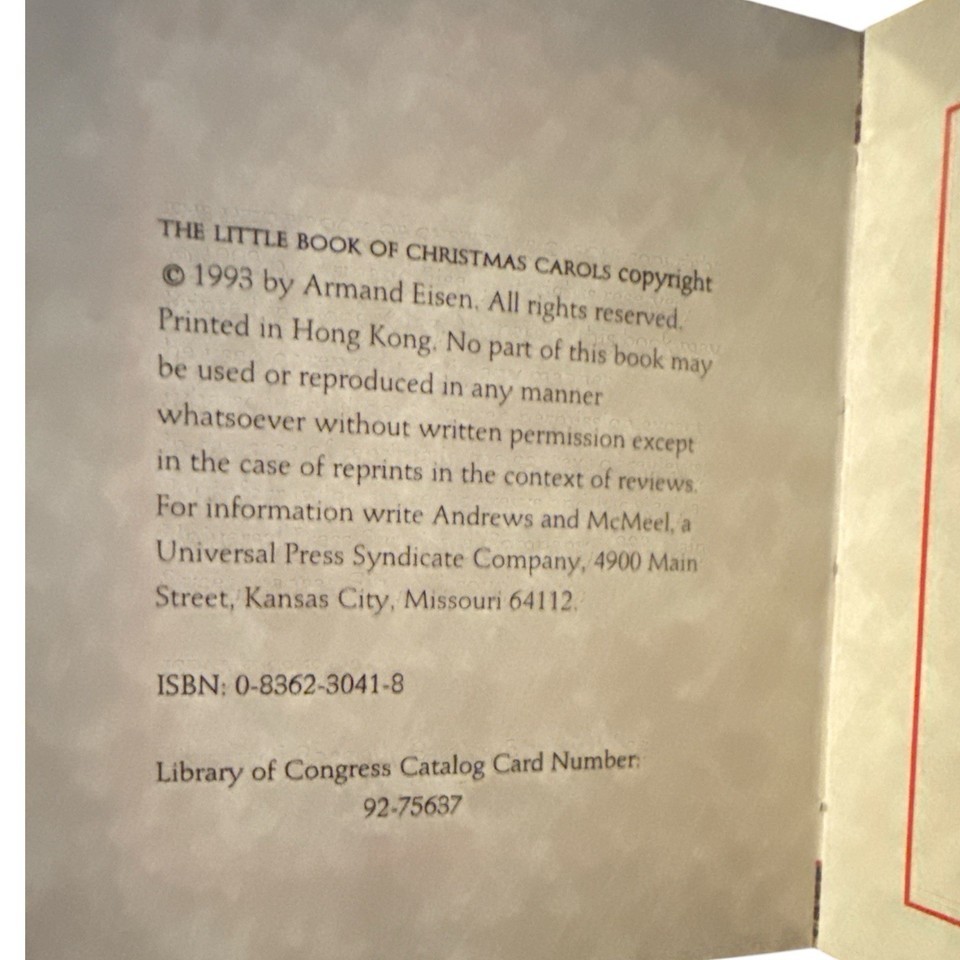 THE LITTLE BOOK OF CHRISTMAS CAROLS copyright
© 1993 by Armand Eisen. All rights reserved.
Printed in Hong Kong. No part of this book may
be used or reproduced in any manner
whatsoever without written permission except
in the case of reprints in the context of reviews.
For information write Andrews and McMeel, a
Universal Press Syndicate Company, 4900 Main
Street, Kansas City, Missouri 64112.
ISBN: 0-8362-3041-8
Library of Congress Catalog Card Number:
92-75637